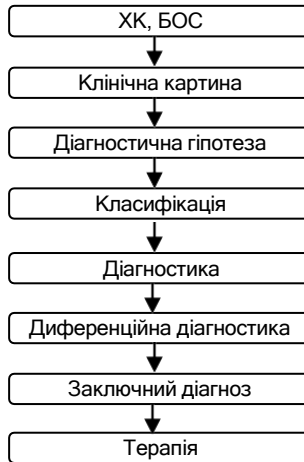 ХК, БОС
Клінічна картина
Діагностична гіпотеза
Класифікація
Діагностика
Диференційна діагностика
Заключний діагноз
Терапія